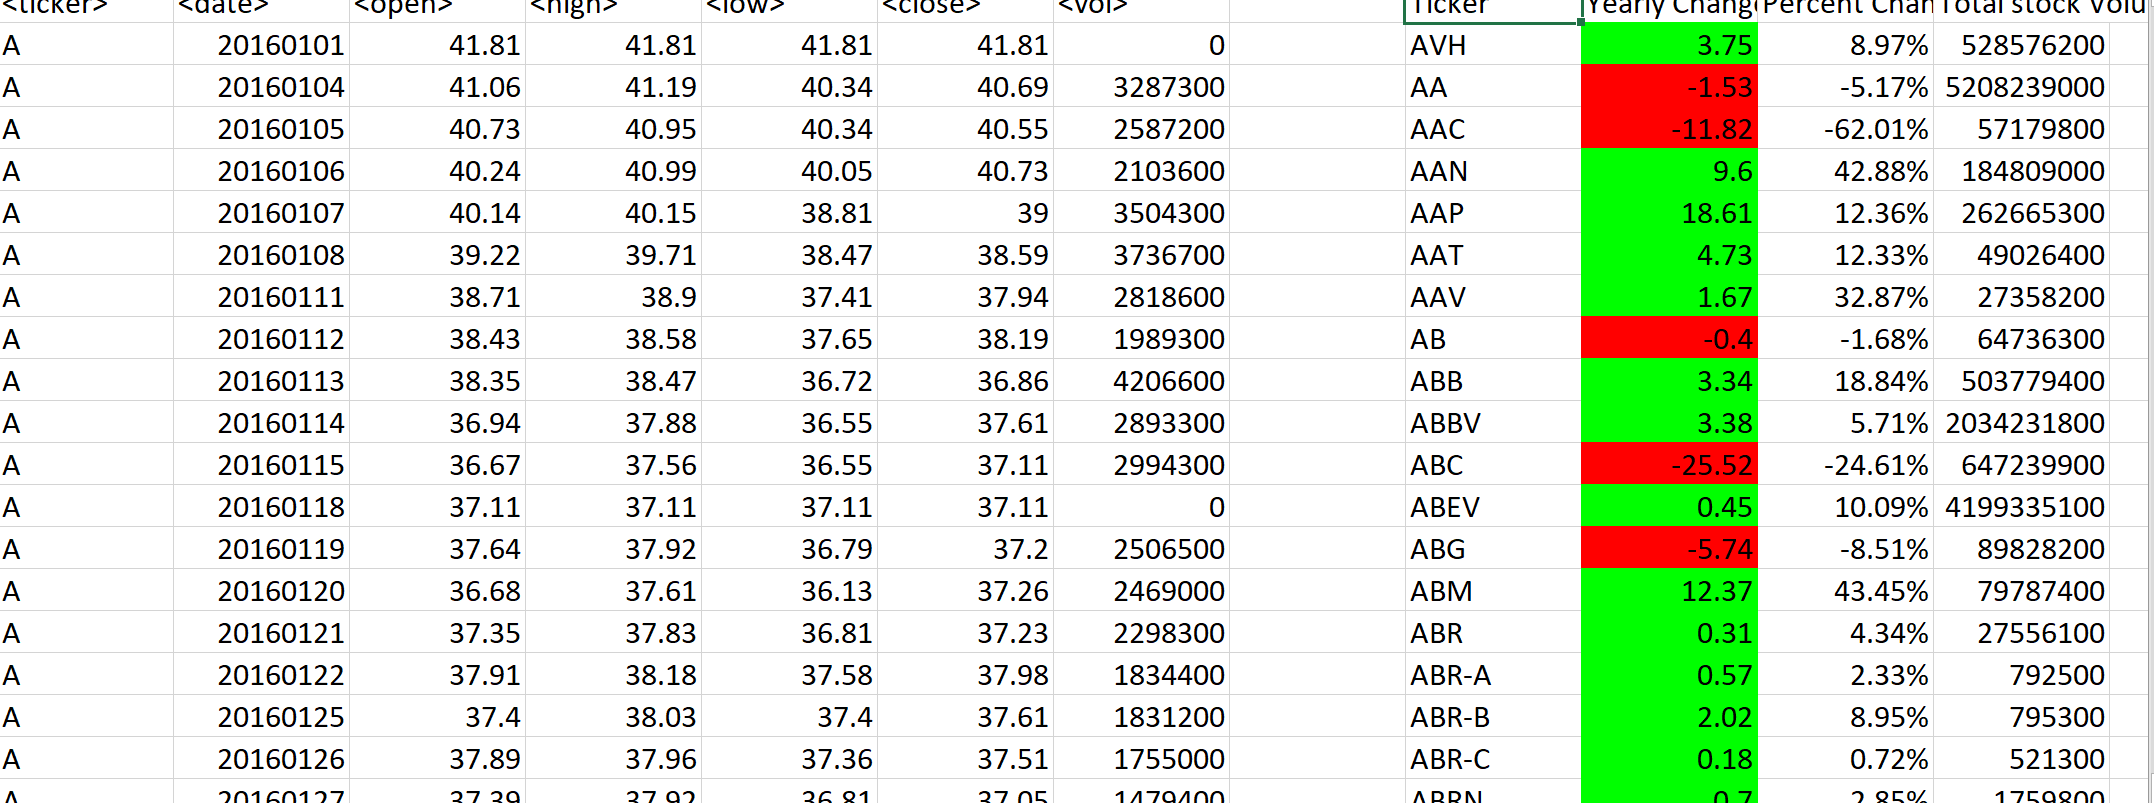 <ticker> <date> <open> <high> <low> <close> <vol> Ticker Yearly Change Percent Chan Total stock Volu
A 20160101 41.81 41.81 41.81 41.81 0 AVH 3.75 8.97% 528576200
A 20160104 41.06 41.19 40.34 40.69 3287300 AA -1.53 -5.17% 5208239000
A 20160105 40.73 40.95 40.34 40.55 2587200 AAC -11.82 -62.01% 57179800
A 20160106 40.24 40.99 40.05 40.73 2103600 AAN 9.6 42.88% 184809000
A 20160107 40.14 40.15 38.81 39 3504300 AAP 18.61 12.36% 262665300
A 20160108 39.22 39.71 38.47 38.59 3736700 AAT 4.73 12.33% 49026400
A 20160111 38.71 38.9 37.41 37.94 2818600 AAV 1.67 32.87% 27358200
A 20160112 38.43 38.58 37.65 38.19 1989300 AB -0.4 -1.68% 64736300
A 20160113 38.35 38.47 36.72 36.86 4206600 ABB 3.34 18.84% 503779400
A 20160114 36.94 37.88 36.55 37.61 2893300 ABBV 3.38 5.71% 2034231800
A 20160115 36.67 37.56 36.55 37.11 2994300 ABC -25.52 -24.61% 647239900
A 20160118 37.11 37.11 37.11 37.11 0 ABEV 0.45 10.09% 4199335100
A 20160119 37.64 37.92 36.79 37.2 2506500 ABG -5.74 -8.51% 89828200
A 20160120 36.68 37.61 36.13 37.26 2469000 ABM 12.37 43.45% 79787400
A 20160121 37.35 37.83 36.81 37.23 2298300 ABR 0.31 4.34% 27556100
A 20160122 37.91 38.18 37.58 37.98 1834400 ABR-A 0.57 2.33% 792500
A 20160125 37.4 38.03 37.4 37.61 1831200 ABR-B 2.02 8.95% 795300
A 20160126 37.89 37.96 37.36 37.51 1755000 ABR-C 0.18 0.72% 521300
A 20160127 37.39 37.92 36.81 37.05 1479400 ABRN 0.7 2.85% 1759800